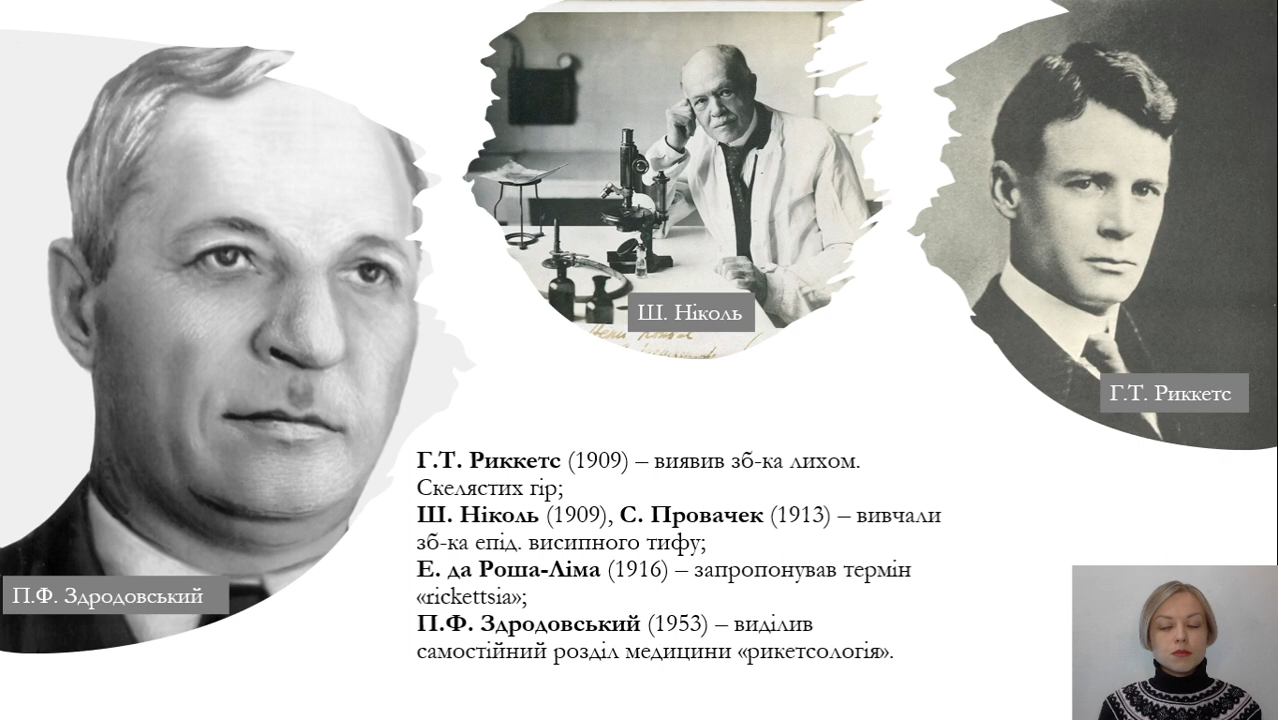 Ш. Ніколь
Г.Т. Риккетс
П.Ф. Здродовський
Г.Т. Риккетс (1909) – виявив зб-ка лихом.
Скелястих гір;
Ш. Ніколь (1909), С. Провачек (1913) – вивчали
зб-ка епід. висипного тифу;
Е. да Роша-Ліма (1916) – запропонував термін
«rickettsia»;
П.Ф. Здродовський (1953) – виділив
самостійний розділ медицини «рикетсологія».